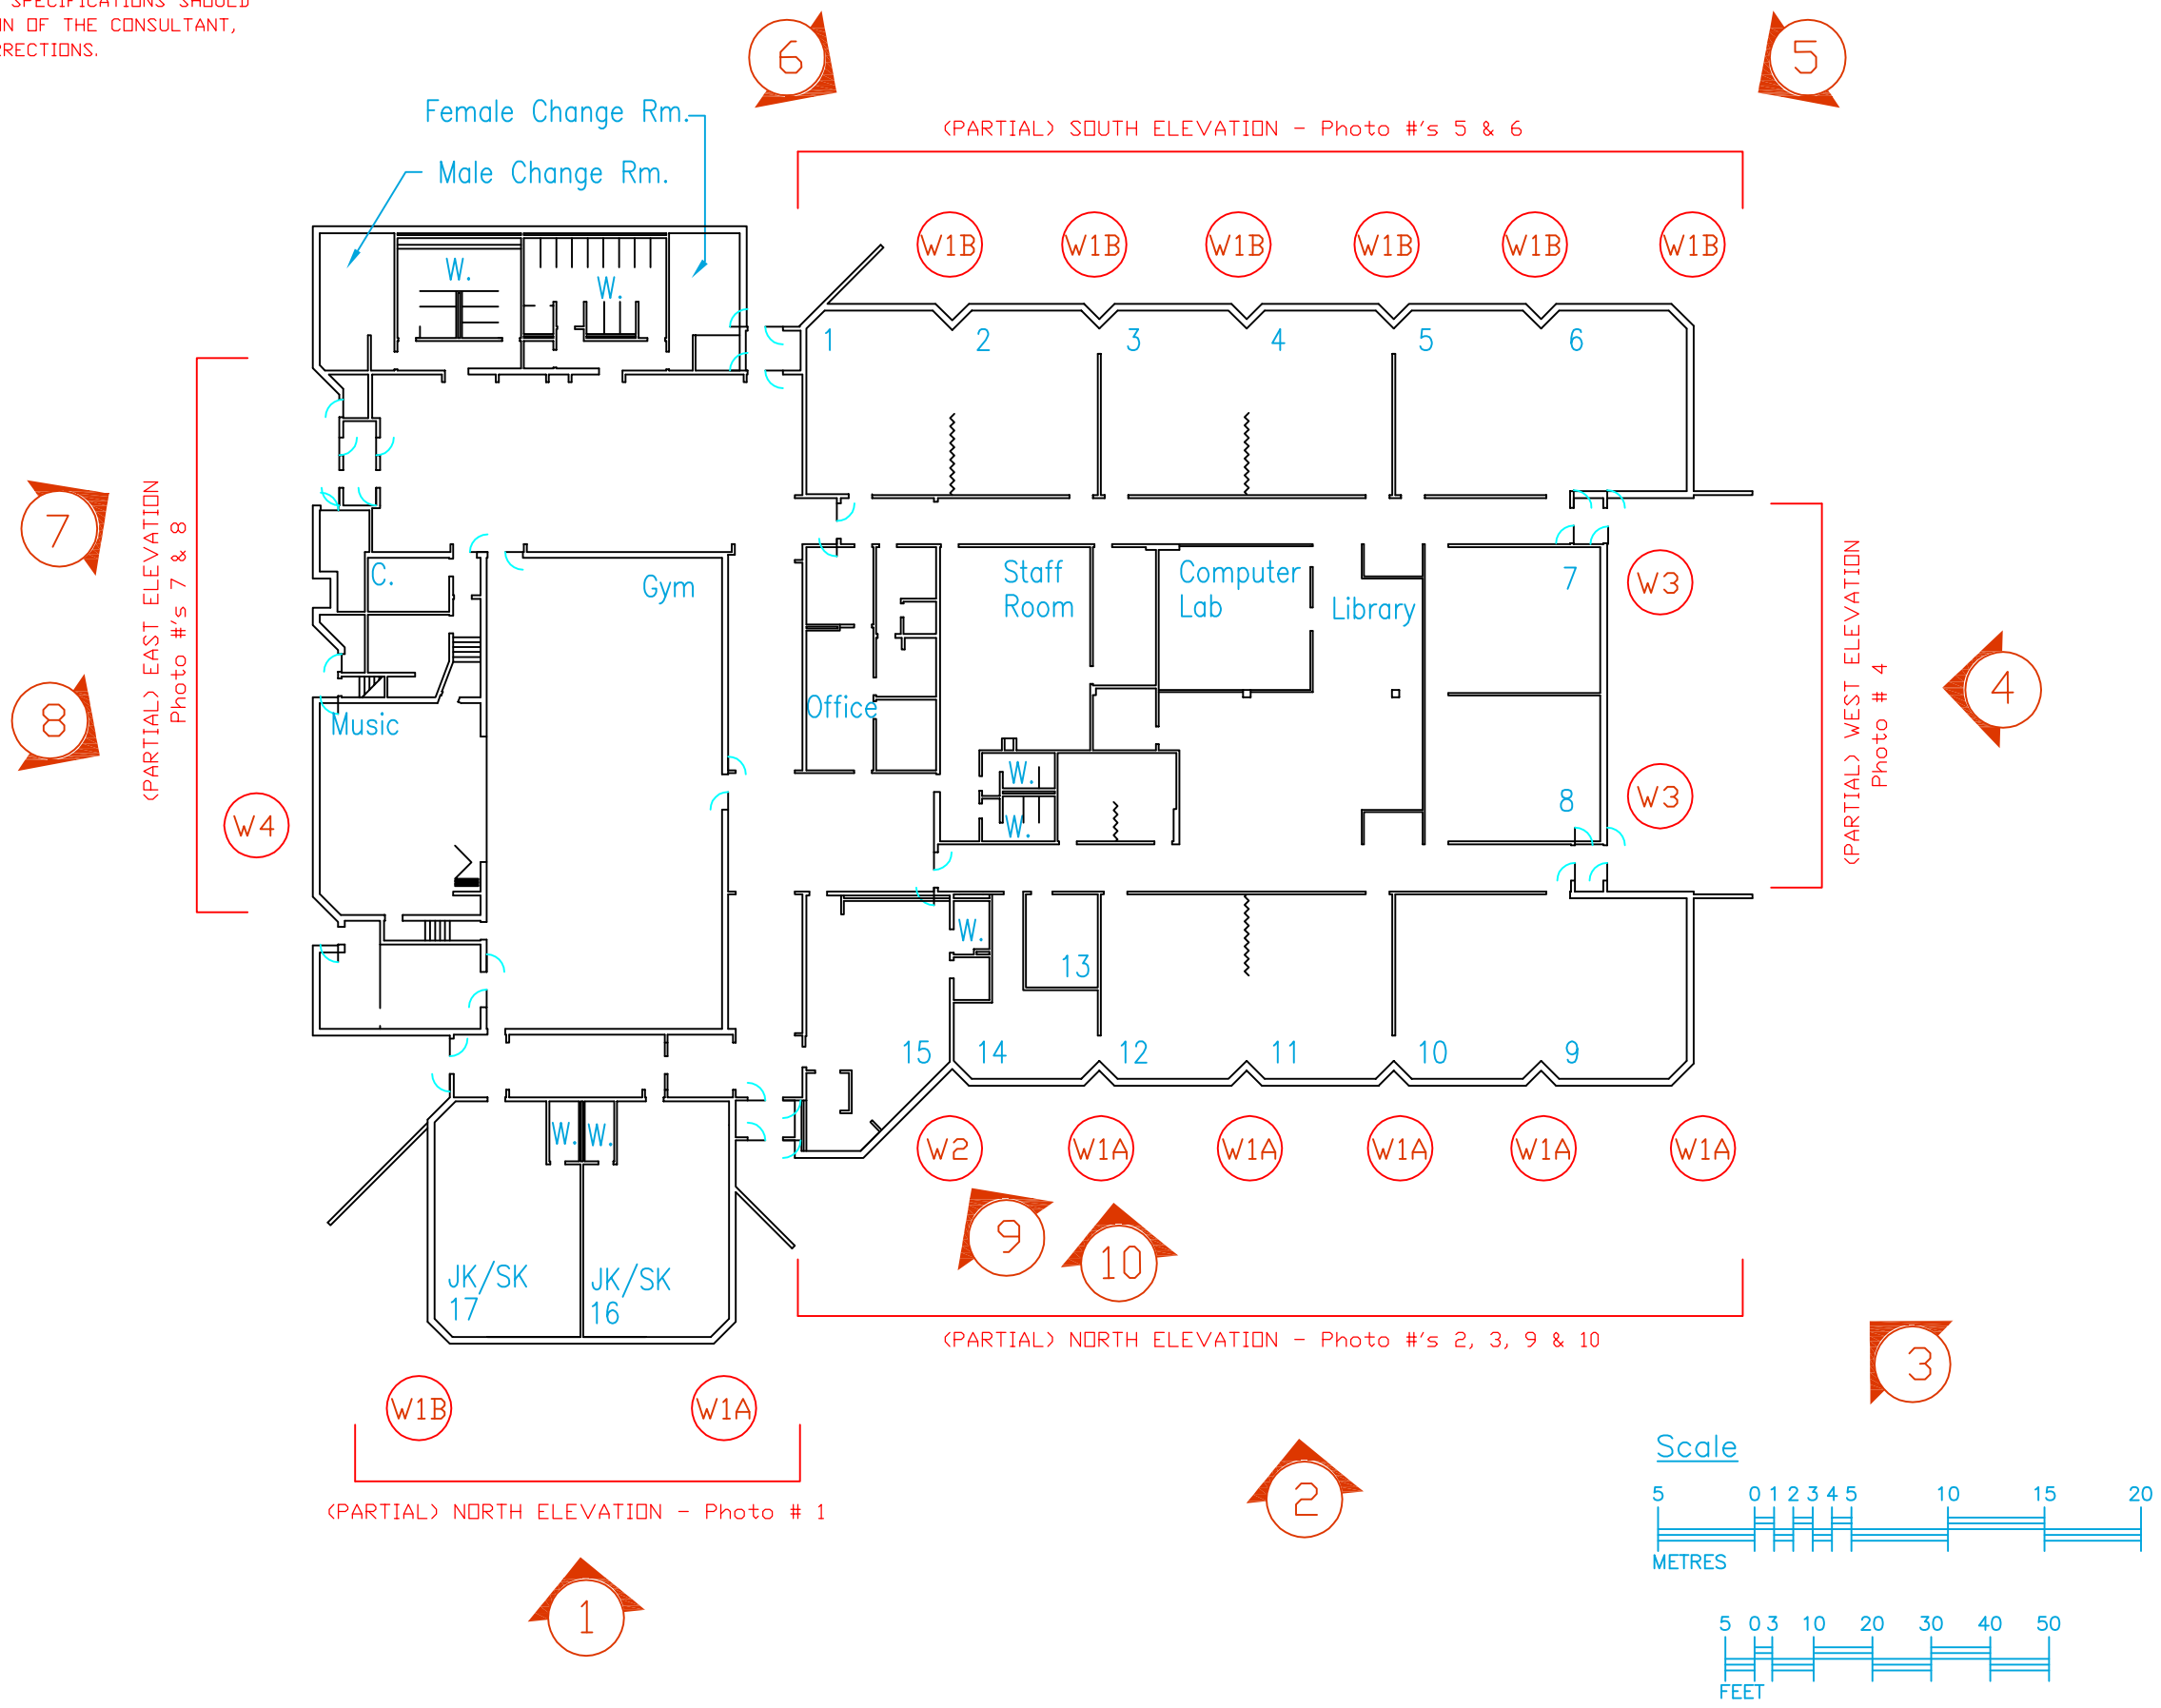 SPECIFICATIONS SHOULD
OF THE CONSULTANT,
6
5
Female Change Rm.
(PARTIAL) SOUTH ELEVATION - Photo #'s 5 & 6
Male Change Rm.
W1B W1B W1B W1B W1B W1B
W.
W.
1 2 3 4 5 6
7
(PARTIAL) EAST ELEVATION
Photo #'s 7 & 8
8
C.
Gym
Staff
Room
Computer
Lab
Library
7
W3
(PARTIAL) WEST ELEVATION
Photo # 4
4
Music
Office
W.
W.
8
W3
W4
W.
13
15 14 12 11 10 9
W.
W.
W2 W1A W1A W1A W1A W1A
9
10
JK/SK
17
JK/SK
16
(PARTIAL) NORTH ELEVATION - Photo #'s 2, 3, 9 & 10
3
W1B W1A
(PARTIAL) NORTH ELEVATION - Photo # 1
2
1
Scale
5 0 1 2 3 4 5 10 15 20
METRES
5 0 3 10 20 30 40 50
FEET